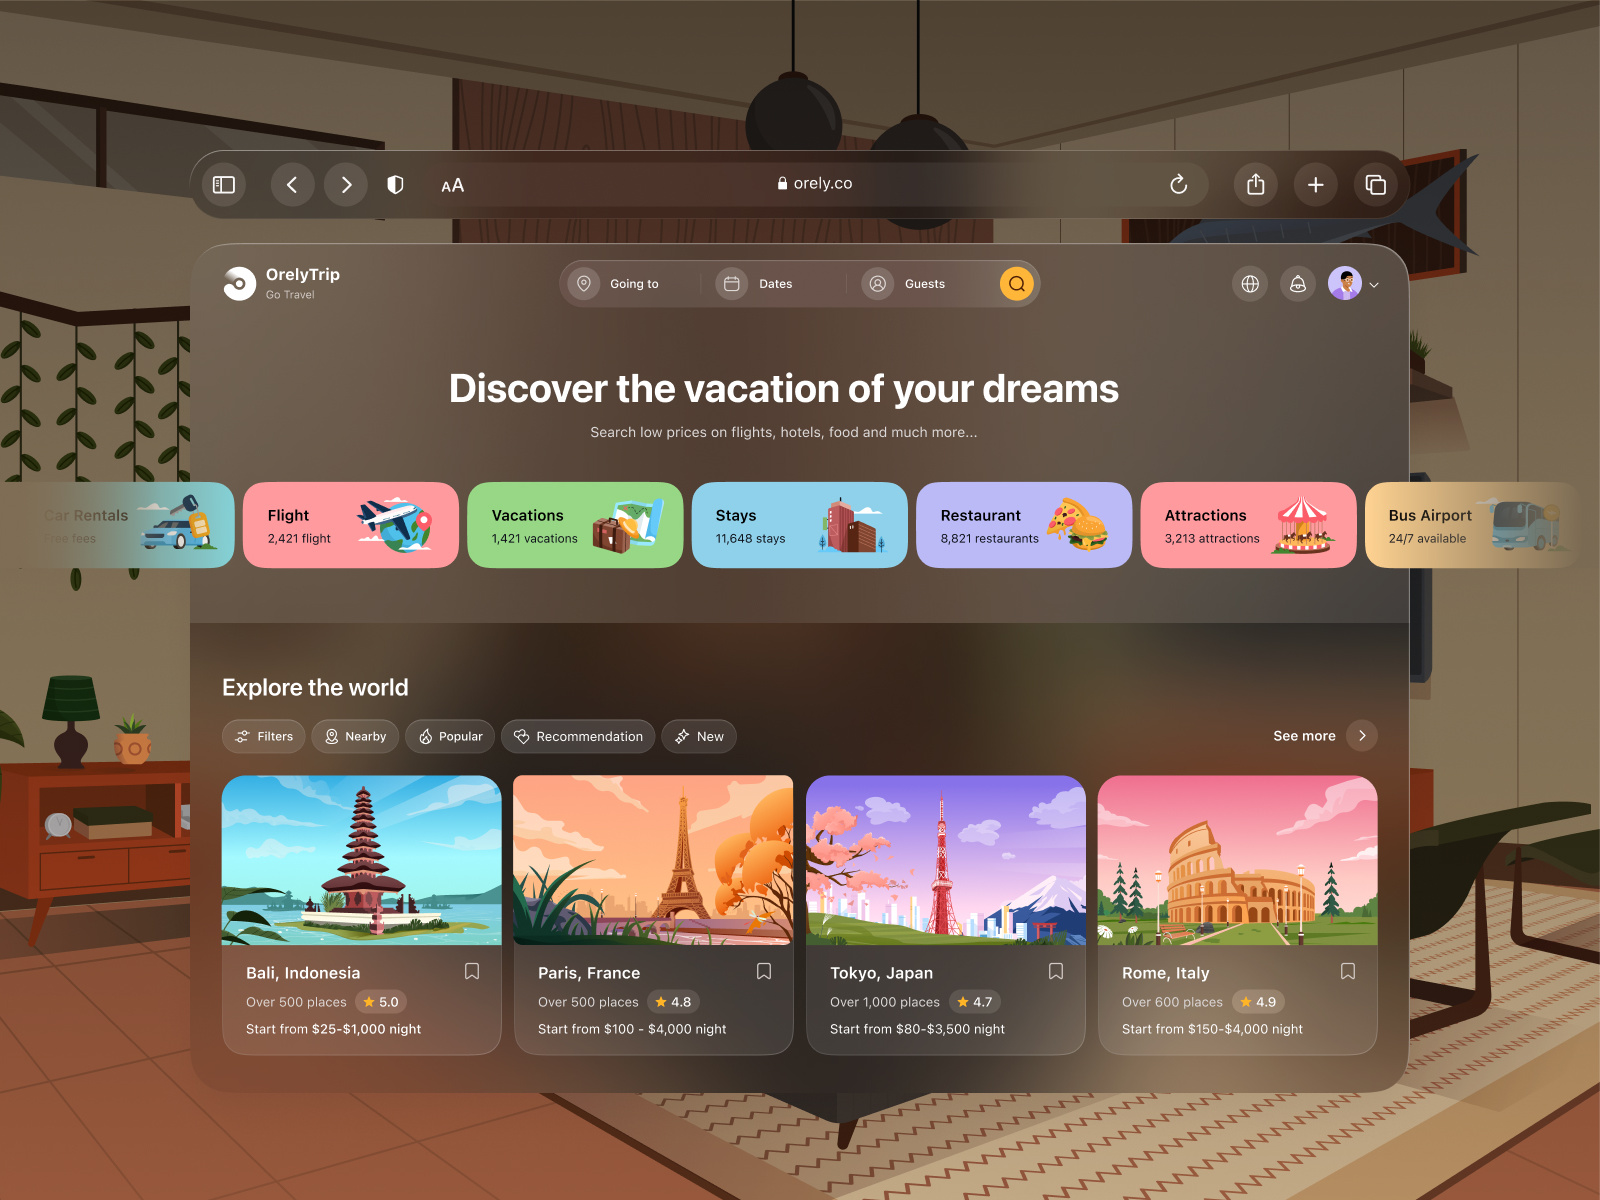 AA
orely.co
OrelyTrip
Go Travel
Going to
Dates
Guests
Discover the vacation of your dreams
Search low prices on flights, hotels, food and much more...
Car Rentals
Free fees
Flight
2,421 flight
Vacations
1,421 vacations
Stays
11,648 stays
Restaurant
8,821 restaurants
Attractions
3,213 attractions
Bus Airport
24/7 available
Explore the world
Filters
Nearby
Popular
Recommendation
New
See more
Bali, Indonesia
Over 500 places
5.0
Start from $25-$1,000 night
Paris, France
Over 500 places
4.8
Start from $100 - $4,000 night
Tokyo, Japan
Over 1,000 places
4.7
Start from $80-$3,500 night
Rome, Italy
Over 600 places
4.9
Start from $150-$4,000 night